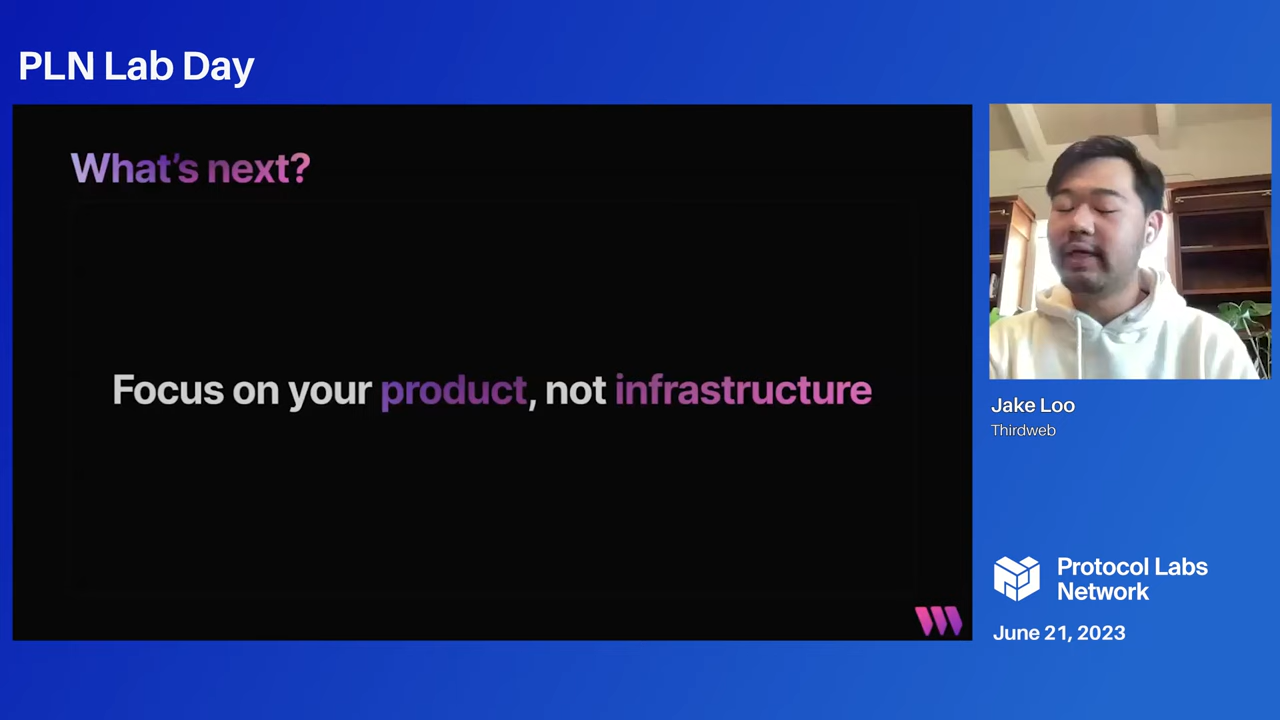 PLN Lab Day
What's next?
Focus on your product, not infrastructure
Jake Loo
Thirdweb
Protocol Labs
Network
June 21, 2023